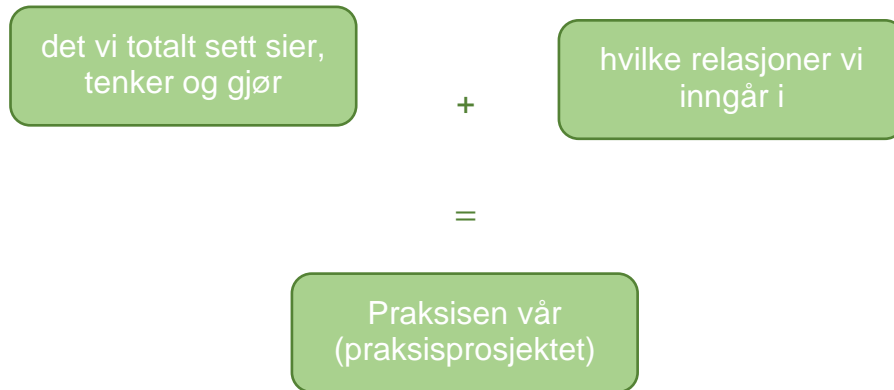 det vi totalt sett sier,
tenker og gjør
+
hvilke relasjoner vi
inngår i
=
Praksisen vår
(praksisprosjektet)